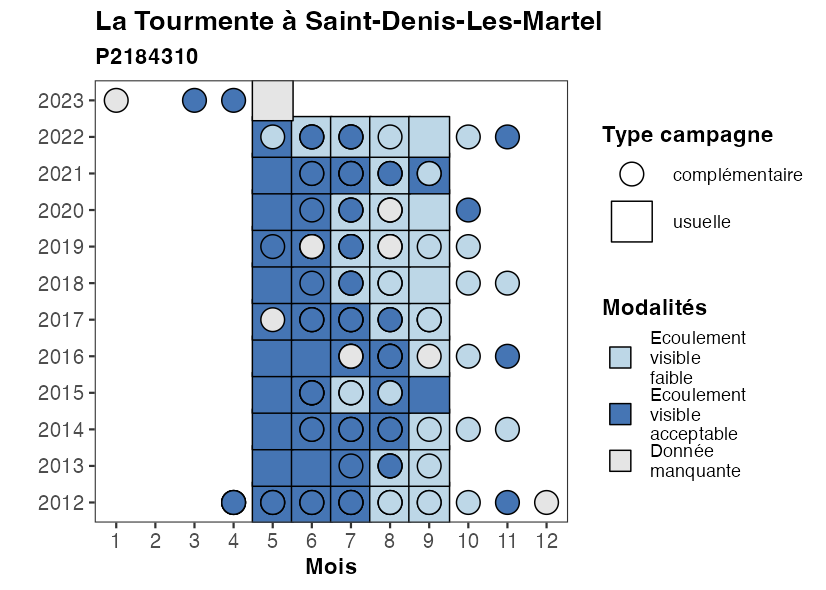 La Tourmente à Saint-Denis-Les-Martel
P2184310
2023
2022
2021
2020
2019
2018
2017
2016
2015
2014
2013
2012
1 2 3 4 5 6 7 8 9 10 11 12
Mois
Type campagne
complémentaire
usuelle
Modalités
Ecoulement
visible
faible
Ecoulement
visible
acceptable
Donnée
manquante